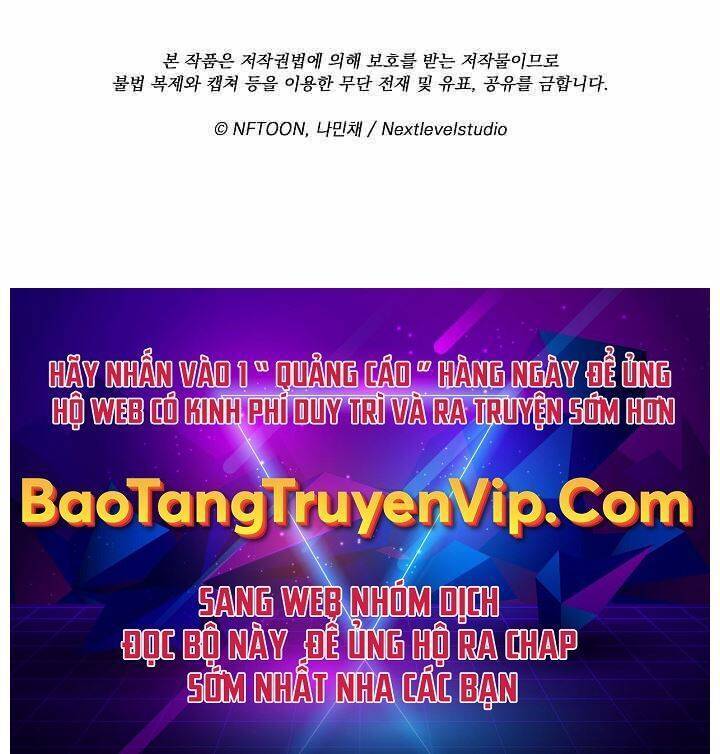 본 작품은 저작권법에 의해 보호를 받는 저작물이므로
불법 복제와 캡쳐 등을 이용한 무단 전재 및 유포, 공유를 금합니다.
© NFTOON, 나민채 / Nextlevelstudio
HÃY NHẤN VÀO 1 “ QUẢNG CÁO ” HÀNG NGÀY ĐỂ ỦNG
HỘ WEB CÓ KINH PHÍ DUY TRÌ VÀ RA TRUYỆN SỚM HƠN
BaoTangTruyenVip.Com
SANG WEB NHÓM DỊCH
ĐỌC BỘ NÀY ĐỂ ỦNG HỘ RA CHAP
SỚM NHẤT NHA CÁC BẠN